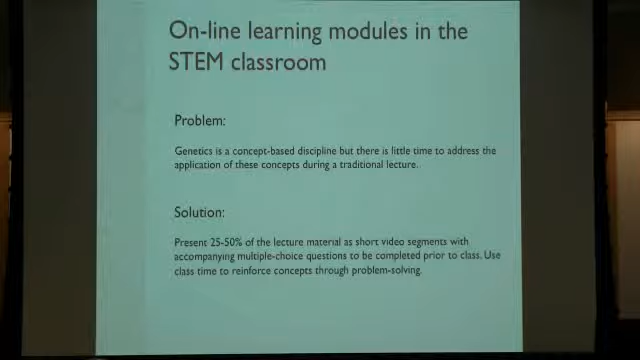 On-line learning modules in the
STEM classroom
Problem:
Genetics is a concept-based discipline but there is little time to address the
application of these concepts during a traditional lecture.
Solution:
Present 25-50% of the lecture material as short video segments with
accompanying multiple-choice questions to be completed prior to class. Use
class time to reinforce concepts through problem-solving.